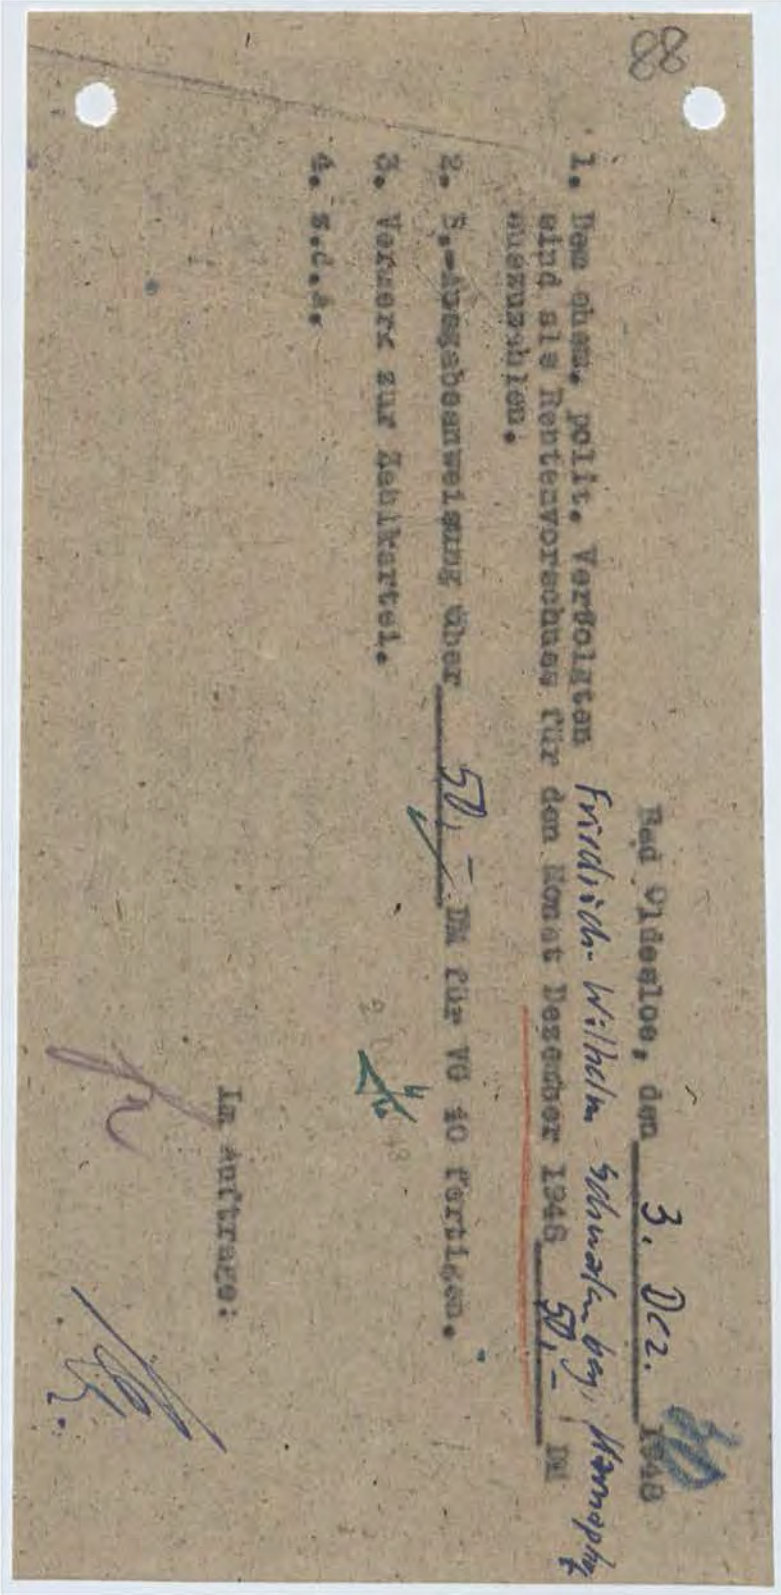 88
Bad Oldesloe, den 3. Dez. 1948
1. Dem ehem. polit. Verfolgten Friedrich-Wilhelm
sind als Rentenvorschuss für den Monat Dezember 1948 50,- DM
auszuzahlen.
2. B.-Ausgabeanweisung über 50,- DM für VG 40 fertigen.
3. Vermerk zur Zahlkartei.
4. z.d.A.
Im Auftrage: